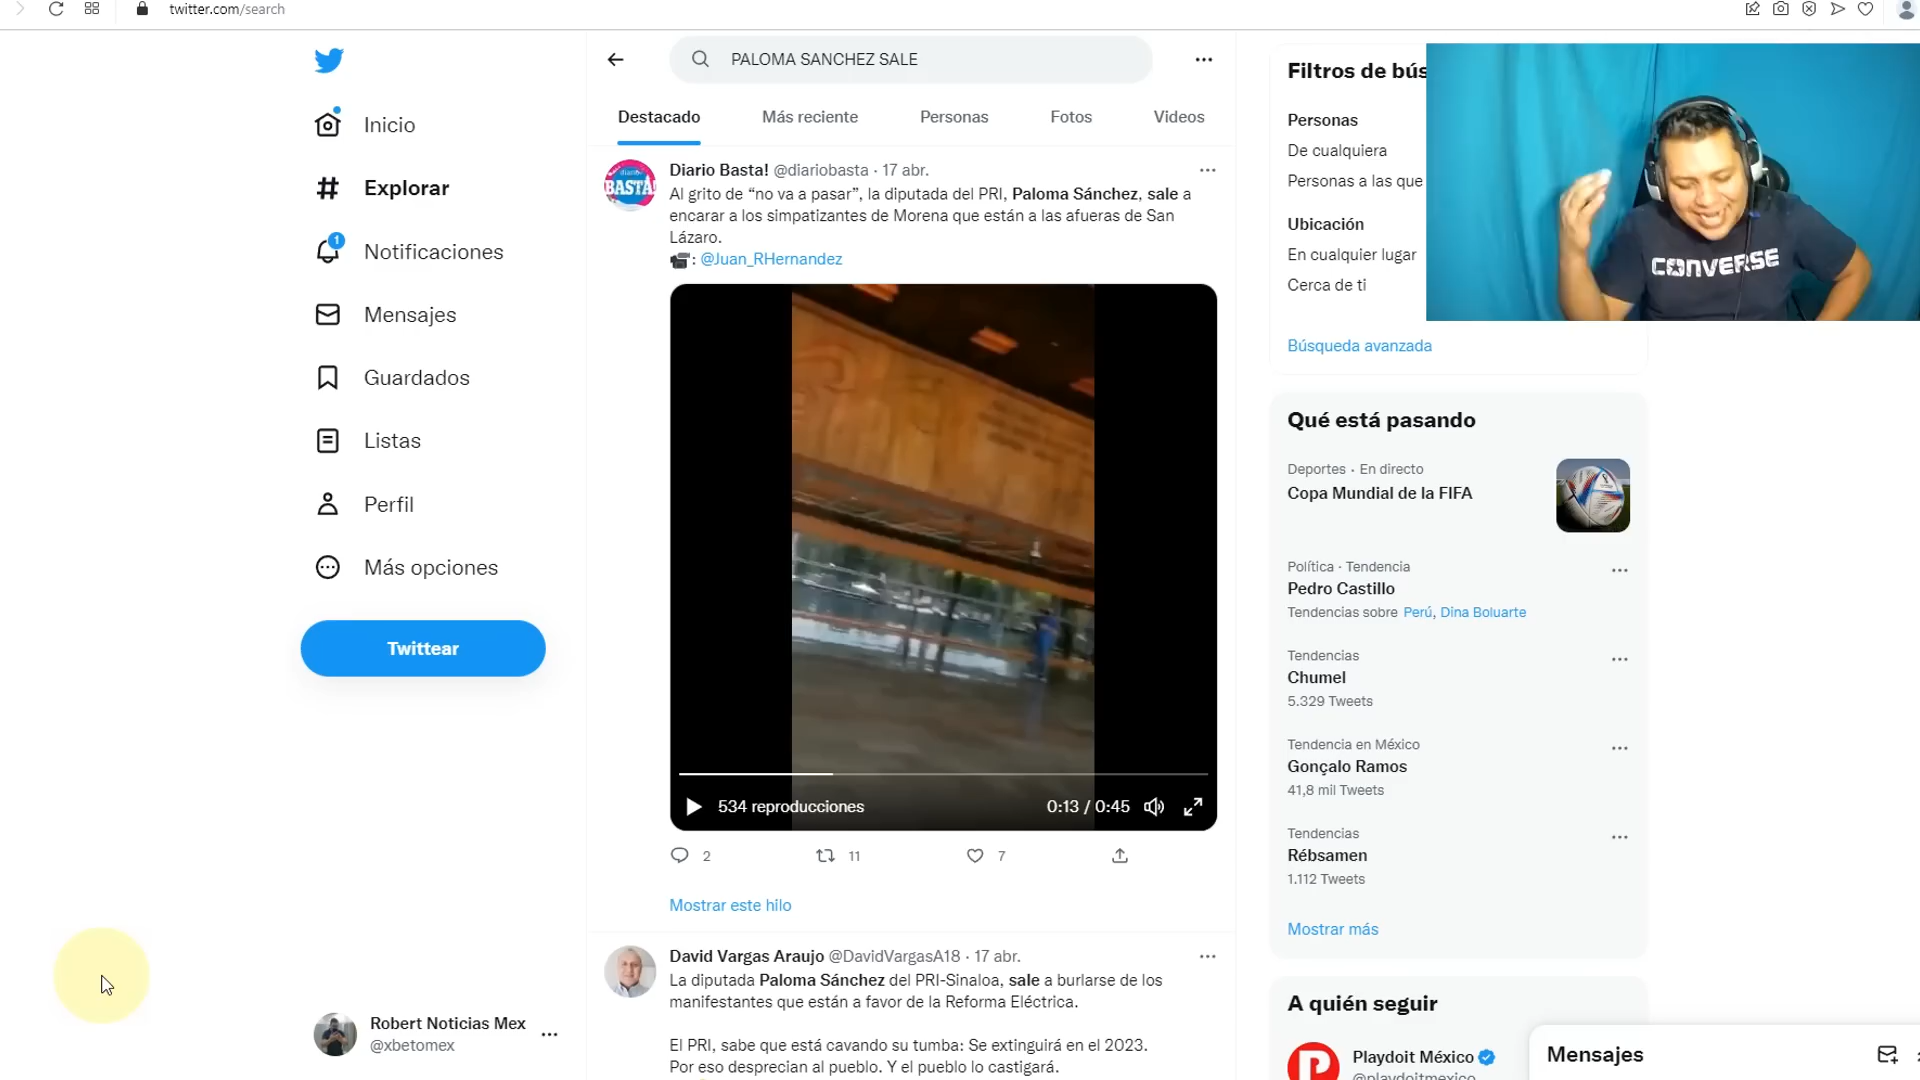 twitter.com/search
PALOMA SANCHEZ SALE
Inicio
Explorar
1
Notificaciones
Mensajes
Guardados
Listas
Perfil
Más opciones
Twittear
Robert Noticias Mex
@xbetomex
Destacado
Más reciente
Personas
Fotos
Videos
diario
BASTA!
Diario Basta! @diariobasta · 17 abr.
Al grito de “no va a pasar”, la diputada del PRI, Paloma Sánchez, sale a
encarar a los simpatizantes de Morena que están a las afueras de San
Lázaro.
: @Juan_RHernandez
534 reproducciones
0:13 / 0:45
2
11
7
Mostrar este hilo
David Vargas Araujo @DavidVargasA18 · 17 abr.
La diputada Paloma Sánchez del PRI-Sinaloa, sale a burlarse de los
manifestantes que están a favor de la Reforma Eléctrica.
El PRI, sabe que está cavando su tumba: Se extinguirá en el 2023.
Por eso desprecian al pueblo. Y el pueblo lo castigará.
Filtros de bús
Personas
De cualquiera
Personas a las que
Ubicación
En cualquier lugar
Cerca de ti
Búsqueda avanzada
CONVERSE
Qué está pasando
Deportes · En directo
Copa Mundial de la FIFA
Política · Tendencia
Pedro Castillo
Tendencias sobre Perú, Dina Boluarte
Tendencias
Chumel
5.329 Tweets
Tendencia en México
Gonçalo Ramos
41,8 mil Tweets
Tendencias
Rébsamen
1.112 Tweets
Mostrar más
A quién seguir
Playdoit México
@playdoitmexico
Mensajes